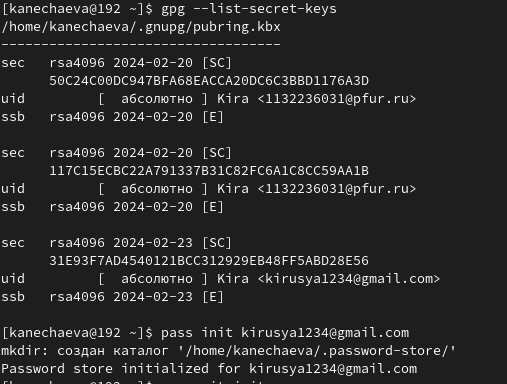 [kanechaeva@192 ~]$ gpg --list-secret-keys
/home/kanechaeva/.gnupg/pubring.kbx
-----------------------------------
sec   rsa4096 2024-02-20 [SC]
      50C24C00DC947BFA68EACCA20DC6C3BBD1176A3D
uid         [  абсолютно ] Kira <1132236031@pfur.ru>
ssb   rsa4096 2024-02-20 [E]

sec   rsa4096 2024-02-20 [SC]
      117C15ECBC22A791337B31C82FC6A1C8CC59AA1B
uid         [  абсолютно ] Kira <1132236031@pfur.ru>
ssb   rsa4096 2024-02-20 [E]

sec   rsa4096 2024-02-23 [SC]
      31E93F7AD4540121BCC312929EB48FF5ABD28E56
uid         [  абсолютно ] Kira <kirusya1234@gmail.com>
ssb   rsa4096 2024-02-23 [E]

[kanechaeva@192 ~]$ pass init kirusya1234@gmail.com
mkdir: создан каталог '/home/kanechaeva/.password-store/'
Password store initialized for kirusya1234@gmail.com